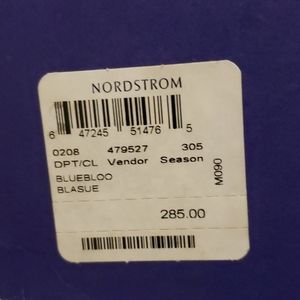 NORDSTROM
6 47245 51476 5
0208 479527 305
DPT/CL Vendor Season
BLUEBLOO
BLASUE
M090
285.00